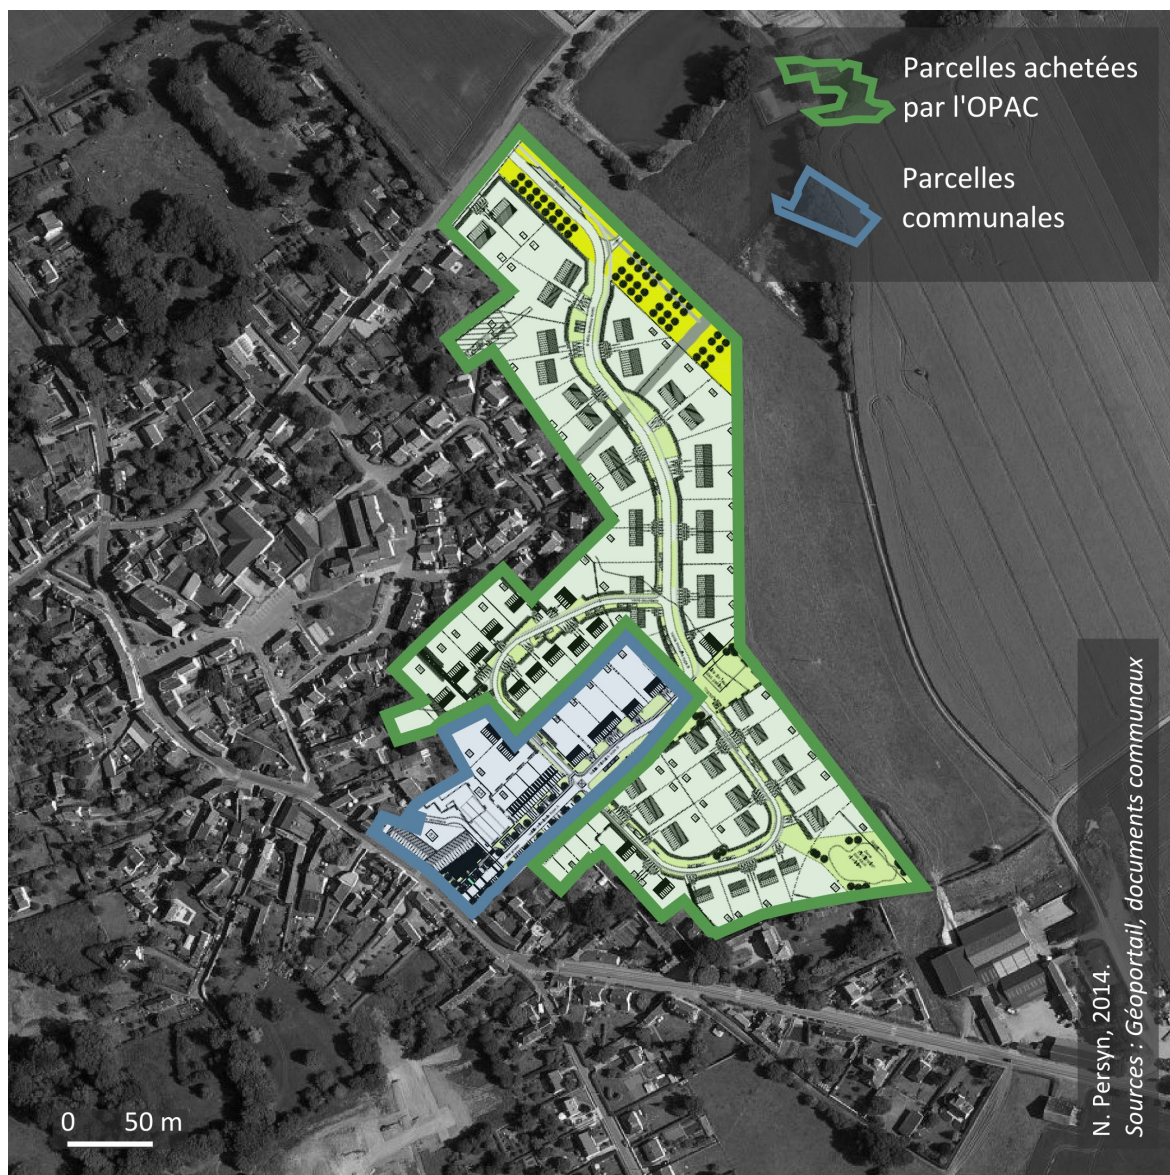 Parcelles achetées
par l'OPAC
Parcelles
communales
0 50 m
N. Persyn, 2014.
Sources : Géoportail, documents communaux